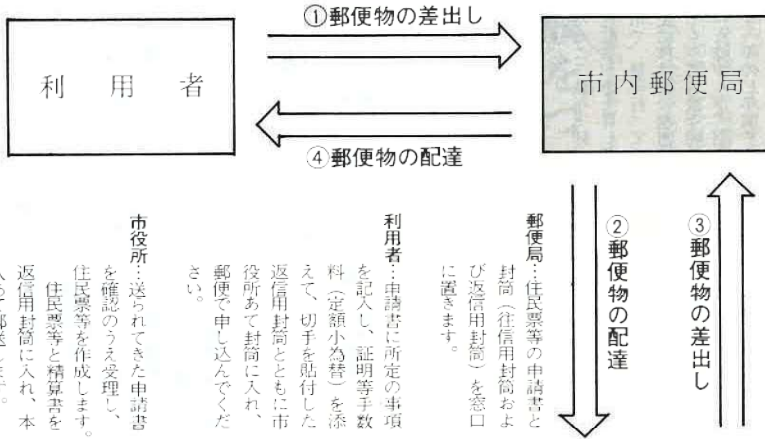 ①郵便物の差出し
利用者
市内郵便局
④郵便物の配達
③郵便物の差出し
②郵便物の配達
郵便局…住民票等の申請書と
封筒(往信用封筒およ
び返信用封筒)を窓口
に置きます。
利用者…申請書に所定の事項
を記入し、証明等手数
料(定額小為替)を添
えて、切手を貼付した
返信用封筒とともに市
役所あて封筒に入れ、
郵便で申し込んでくだ
さい。
市役所…送られてきた申請書
を確認のうえ受理し、
住民票等を作成します。
住民票等と精算書を
返信用封筒に入れ、本
人あて郵送します。